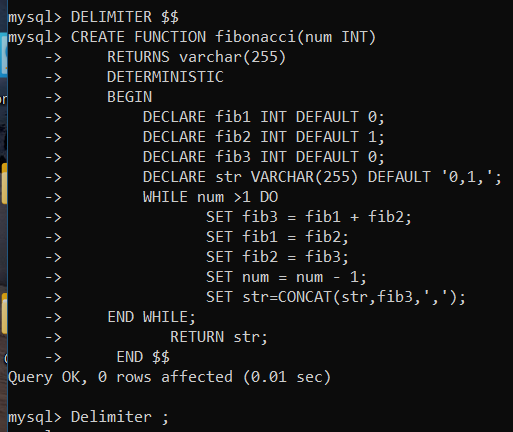 mysql> DELIMITER $$
mysql> CREATE FUNCTION fibonacci(num INT)
    ->     RETURNS varchar(255)
    ->     DETERMINISTIC
    ->     BEGIN
    ->         DECLARE fib1 INT DEFAULT 0;
    ->         DECLARE fib2 INT DEFAULT 1;
    ->         DECLARE fib3 INT DEFAULT 0;
    ->         DECLARE str VARCHAR(255) DEFAULT '0,1,';
    ->         WHILE num >1 DO
    ->                SET fib3 = fib1 + fib2;
    ->                SET fib1 = fib2;
    ->                SET fib2 = fib3;
    ->                SET num = num - 1;
    ->                SET str=CONCAT(str,fib3,',');
    ->     END WHILE;
    ->            RETURN str;
    ->      END $$
Query OK, 0 rows affected (0.01 sec)
mysql> Delimiter ;